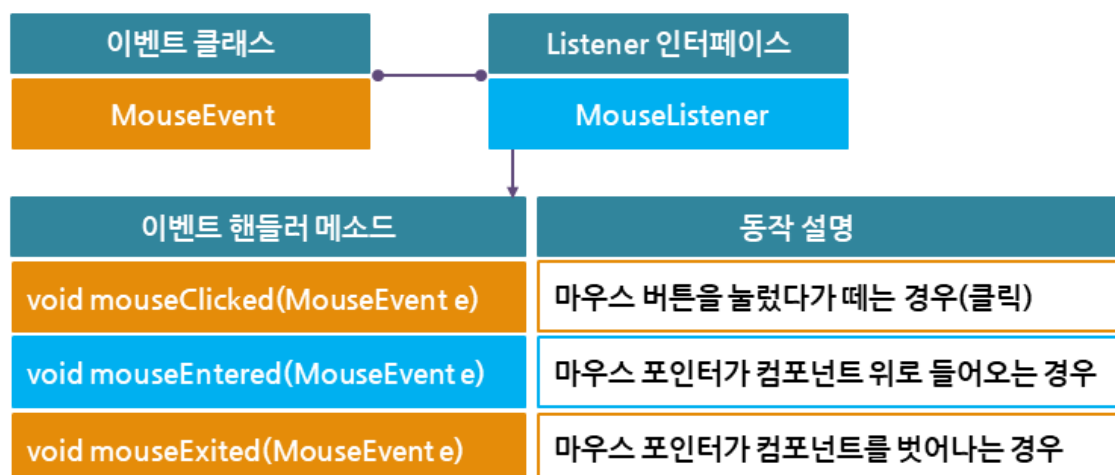 이벤트 클래스
Listener 인터페이스
MouseEvent
MouseListener
이벤트 핸들러 메소드
동작 설명
void mouseClicked(MouseEvent e)
마우스 버튼을 눌렀다가 떼는 경우(클릭)
void mouseEntered(MouseEvent e)
마우스 포인터가 컴포넌트 위로 들어오는 경우
void mouseExited(MouseEvent e)
마우스 포인터가 컴포넌트를 벗어나는 경우